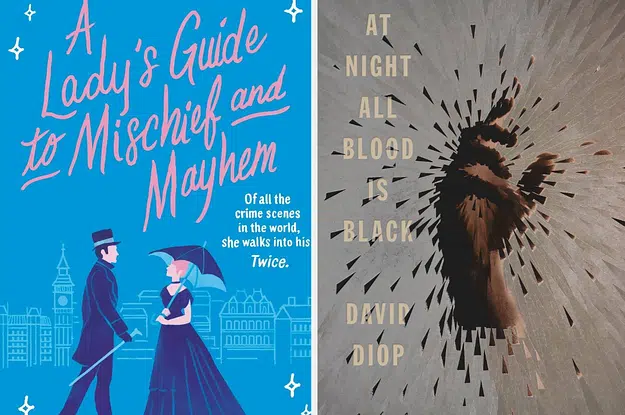 A
Lady's Guide
to Mischief and
Mayhem
Of all the
crime scenes
in the world,
she walks into his
Twice.
AT
NIGHT
ALL
BLOOD
IS
BLACK
DAVID
DIOP